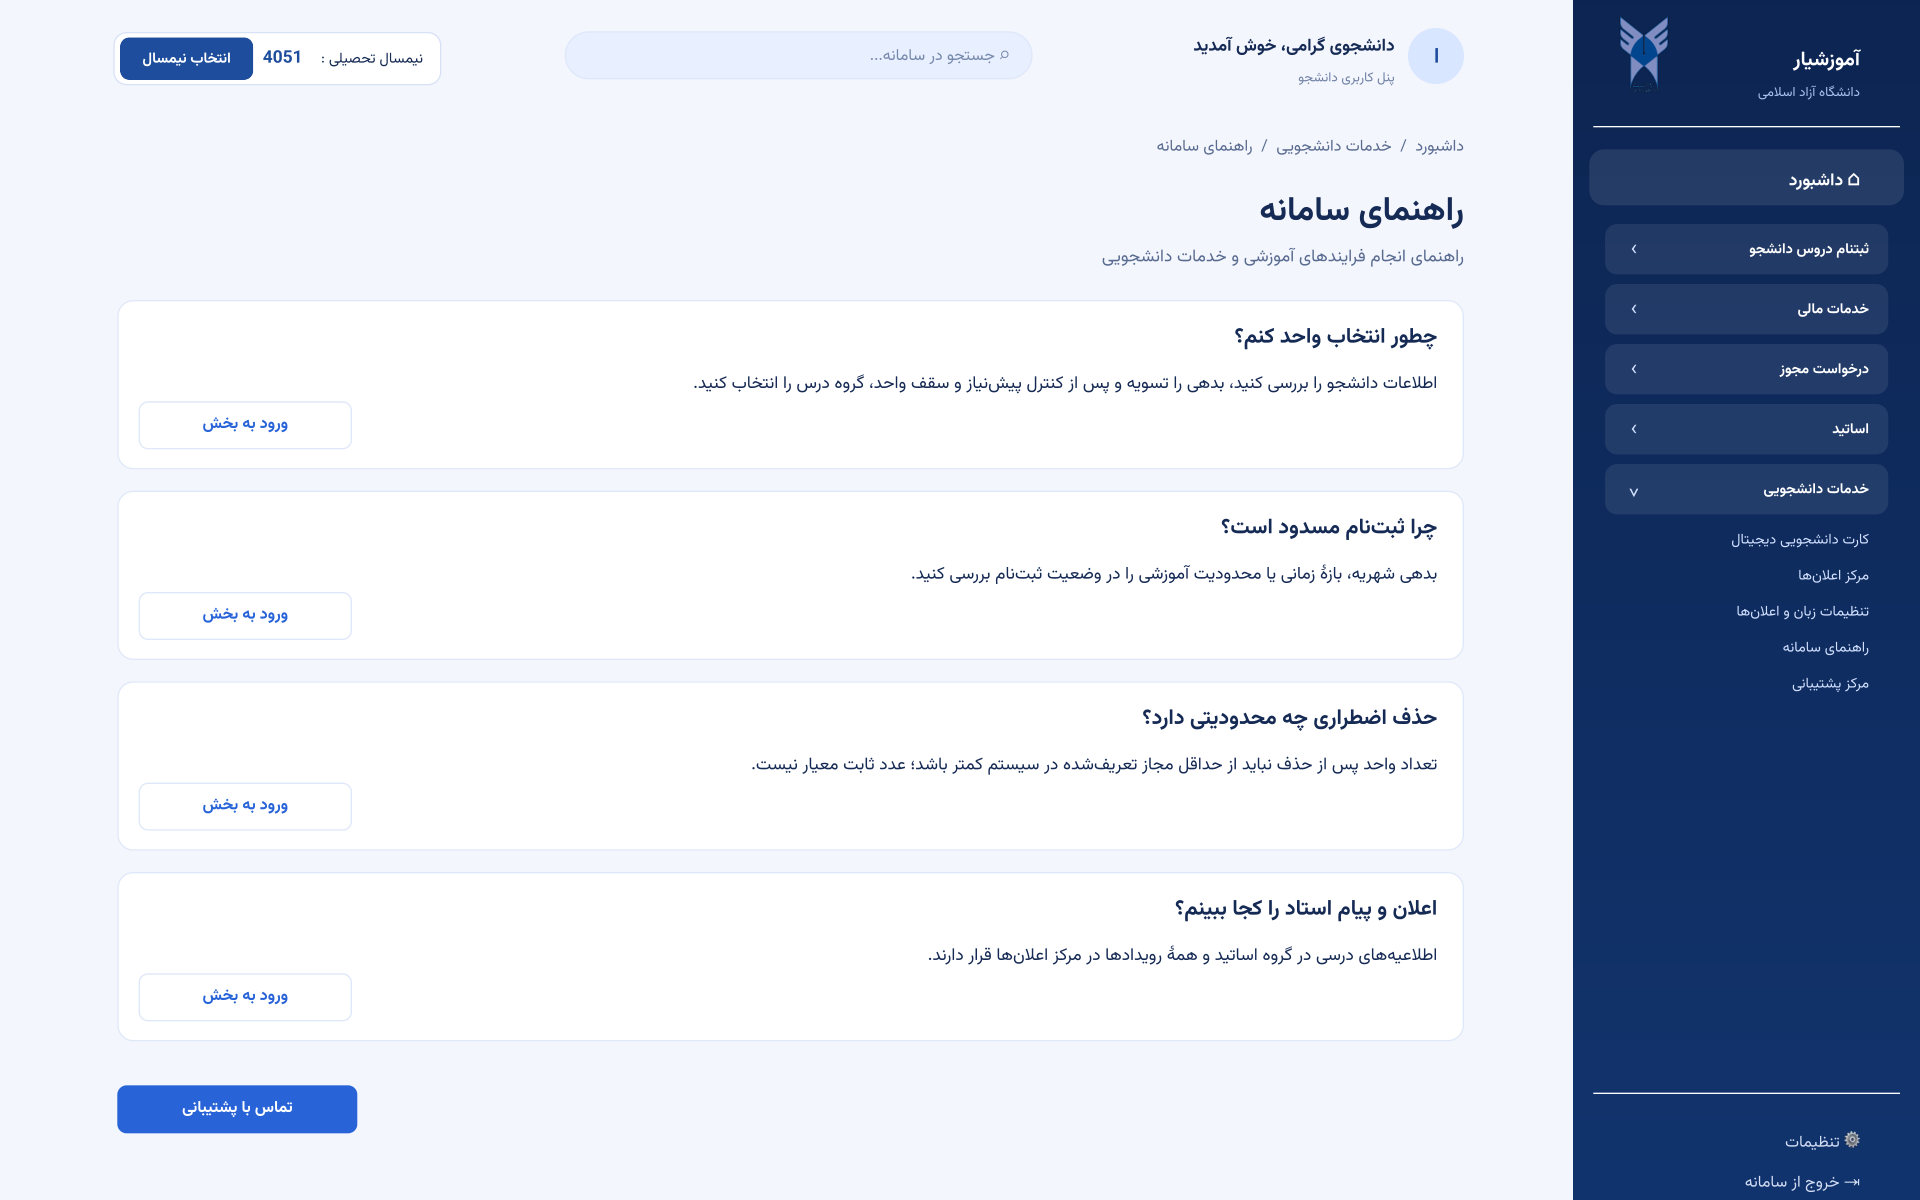 آموزشیار
دانشگاه آزاد اسلامی
داشبورد
ثبتنام دروس دانشجو
خدمات مالی
درخواست مجوز
اساتید
خدمات دانشجویی
کارت دانشجویی دیجیتال
مرکز اعلان‌ها
تنظیمات زبان و اعلان‌ها
راهنمای سامانه
مرکز پشتیبانی
تنظیمات
خروج از سامانه
ا
دانشجوی گرامی، خوش آمدید
پنل کاربری دانشجو
جستجو در سامانه...
نیمسال تحصیلی : 4051 انتخاب نیمسال
داشبورد / خدمات دانشجویی / راهنمای سامانه
راهنمای سامانه
راهنمای انجام فرایندهای آموزشی و خدمات دانشجویی
چطور انتخاب واحد کنم؟
اطلاعات دانشجو را بررسی کنید، بدهی را تسویه و پس از کنترل پیش‌نیاز و سقف واحد، گروه درس را انتخاب کنید.
ورود به بخش
چرا ثبت‌نام مسدود است؟
بدهی شهریه، بازهٔ زمانی یا محدودیت آموزشی را در وضعیت ثبت‌نام بررسی کنید.
ورود به بخش
حذف اضطراری چه محدودیتی دارد؟
تعداد واحد پس از حذف نباید از حداقل مجاز تعریف‌شده در سیستم کمتر باشد؛ عدد ثابت معیار نیست.
ورود به بخش
اعلان و پیام استاد را کجا ببینم؟
اطلاعیه‌های درسی در گروه اساتید و همهٔ رویدادها در مرکز اعلان‌ها قرار دارند.
ورود به بخش
تماس با پشتیبانی